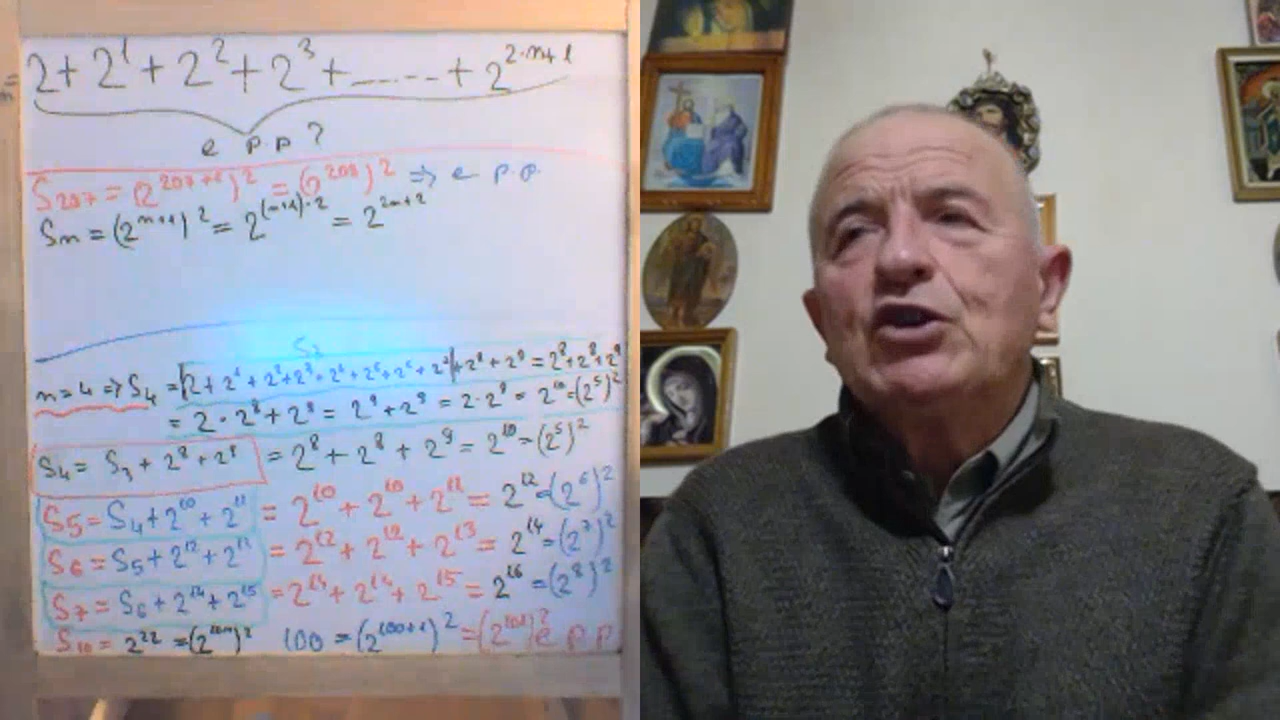 2 + 2¹ + 2² + 2³ + ...... + 2^(2·n+1)
e p.p ?
S₂₀₇ = (2^(207+1))² = (2^208)² ⇒ e p.p.
Sₙ = (2^(n+1))² = 2^((n+1)·2) = 2^(2n+2)
S₃
n=4 ⇒ S₄ = 2 + 2¹ + 2² + 2³ + 2⁴ + 2⁵ + 2⁶ + 2⁷ + 2⁸ + 2⁹ = 2⁸ + 2⁸ + 2⁹
= 2 · 2⁸ + 2⁹ = 2⁹ + 2⁹ = 2 · 2⁹ = 2¹⁰ = (2⁵)²
S₄ = S₃ + 2⁸ + 2⁹ = 2⁸ + 2⁸ + 2⁹ = 2¹⁰ = (2⁵)²
S₅ = S₄ + 2¹⁰ + 2¹¹ = 2¹⁰ + 2¹⁰ + 2¹¹ = 2¹² = (2⁶)²
S₆ = S₅ + 2¹² + 2¹³ = 2¹² + 2¹² + 2¹³ = 2¹⁴ = (2⁷)²
S₇ = S₆ + 2¹⁴ + 2¹⁵ = 2¹⁴ + 2¹⁴ + 2¹⁵ = 2¹⁶ = (2⁸)²
S₁₀ = 2²² = (2^(10+1))² 100 = (2^(100+1))² = (2^101)² e p p